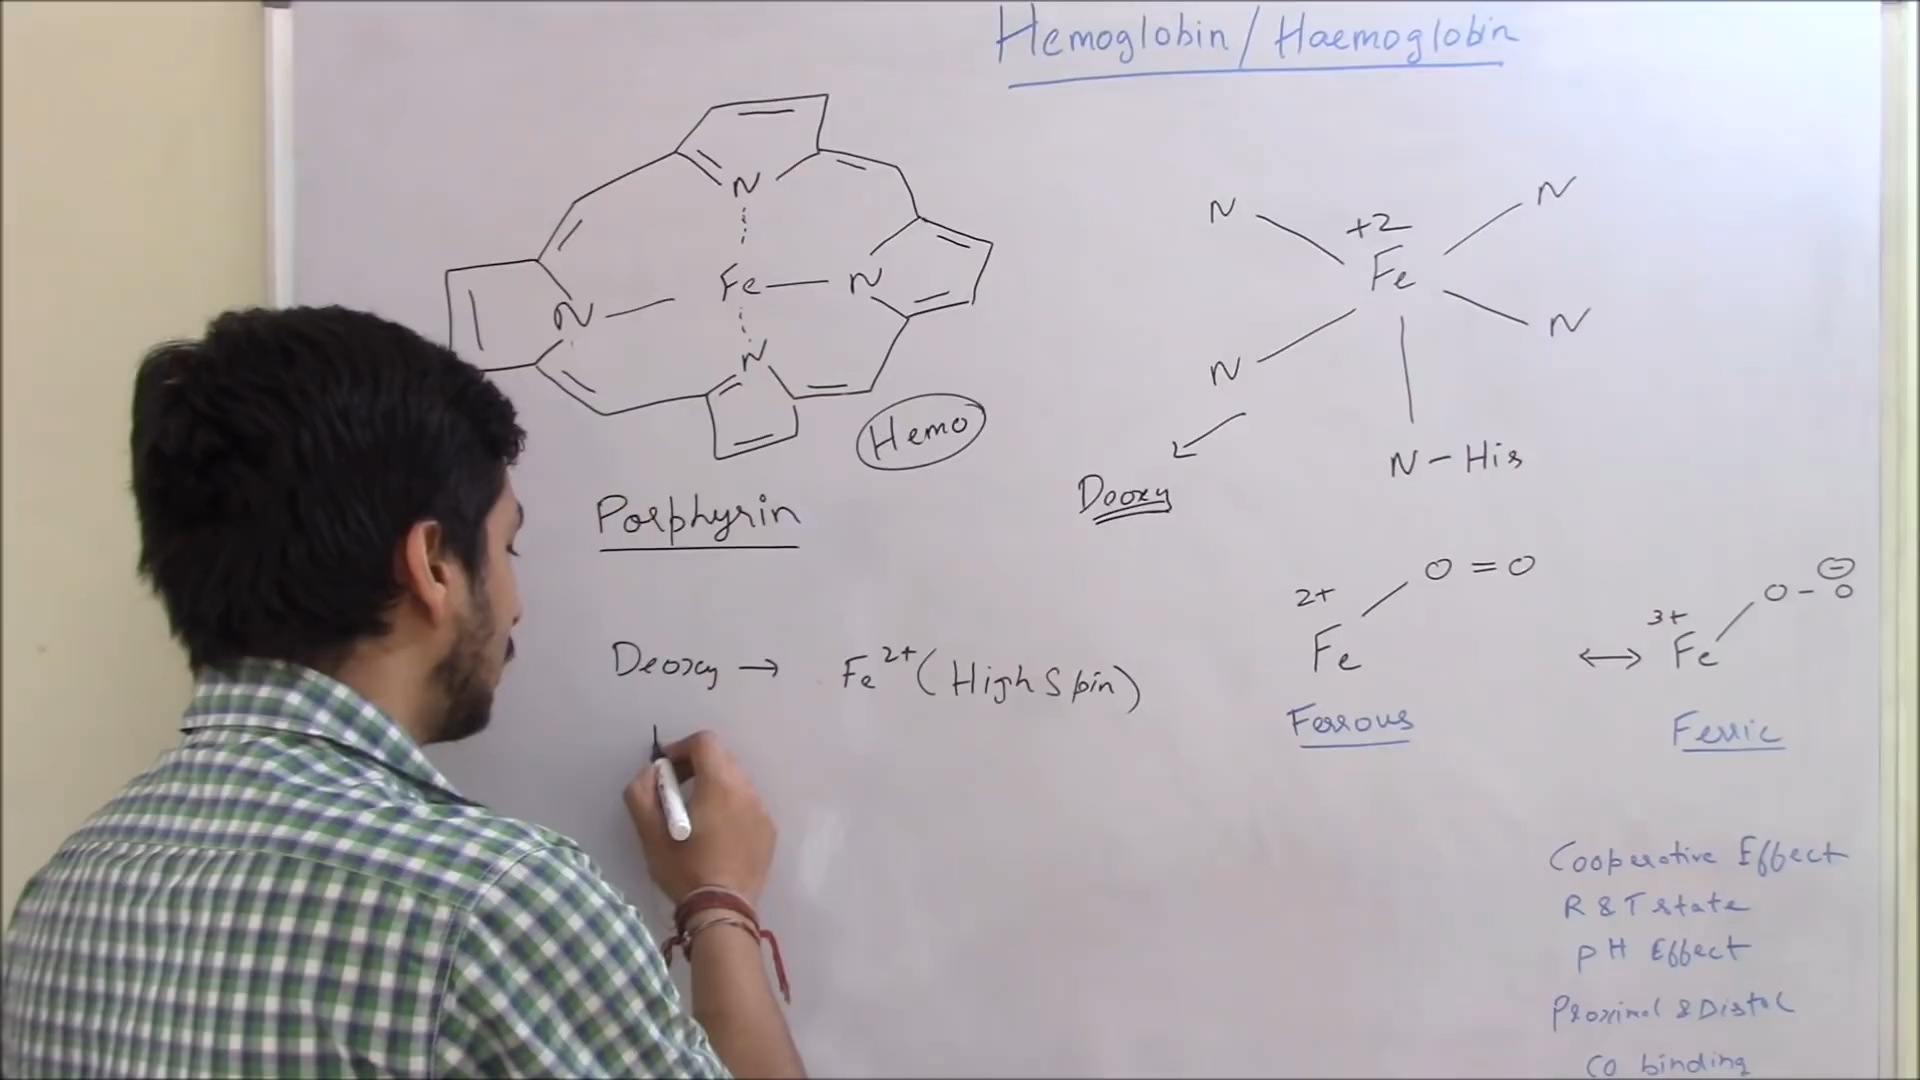 Hemoglobin / Haemoglobin
N
Fe
N
N
N
Hemo
Porphyrin
N
+2
N
Fe
N
N
N - His
Deoxy
2+
Fe
O = O
↔
3+
Fe
O - O
⊖
Ferrous
Ferric
Deoxy → Fe2+ (High Spin)
Cooperative Effect
R & T state
pH Effect
Proximal & Distal
CO binding